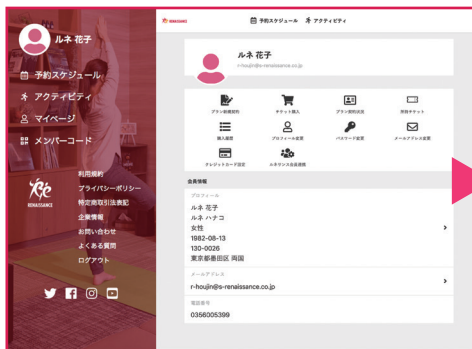 ルネ 花子
予約スケジュール
アクティビティ
マイページ
メンバーコード
Re
RENAISSANCE
利用規約
プライバシーポリシー
特定商取引法表記
企業情報
お問い合わせ
よくある質問
ログアウト
RENAISSANCE
予約スケジュール アクティビティ
ルネ 花子
r-houjin@s-renaissance.co.jp
プラン新規契約 チケット購入 プラン契約状況 所持チケット
購入履歴 プロフィール変更 パスワード変更 メールアドレス変更
クレジットカード設定 ルネサンス会員連携
会員情報
プロフィール
ルネ 花子
ルネ ハナコ
女性
1982-08-13
130-0026
東京都墨田区 両国
メールアドレス
r-houjin@s-renaissance.co.jp
電話番号
0356005399